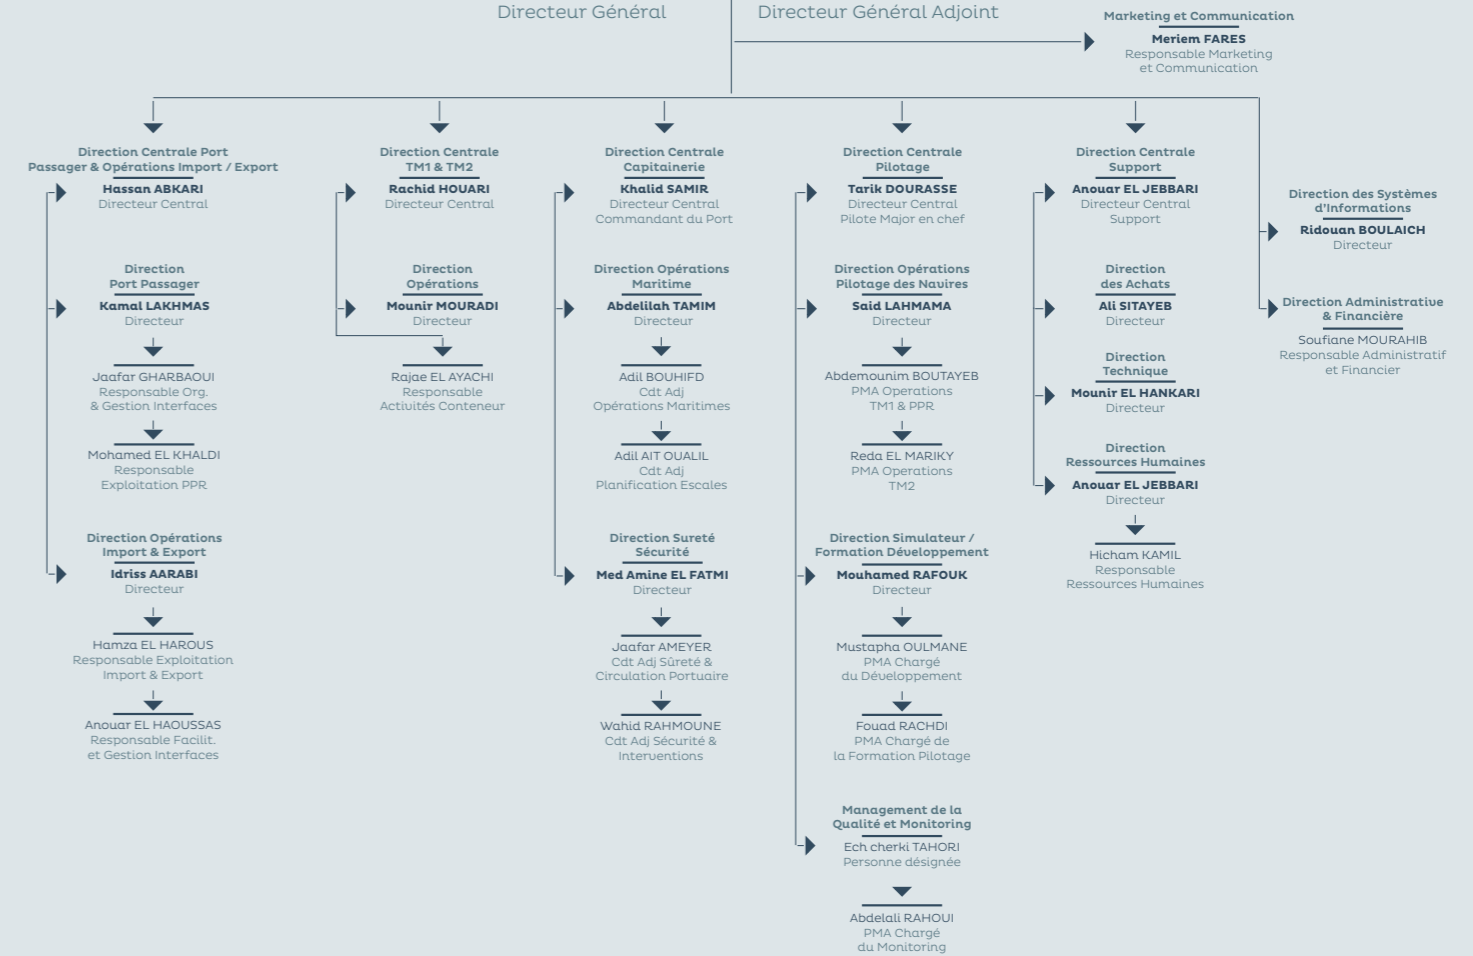 Directeur Général
Directeur Général Adjoint
Marketing et Communication
Meriem FARES
Responsable Marketing
et Communication
Direction Centrale Port
Passager & Opérations Import / Export
Hassan ABKARI
Directeur Central
Direction
Port Passager
Kamal LAKHMAS
Directeur
Jaafar GHARBAOUI
Responsable Org.
& Gestion Interfaces
Mohamed EL KHALDI
Responsable
Exploitation PPR
Direction Opérations
Import & Export
Idriss AARABI
Directeur
Hamza EL HAROUS
Responsable Exploitation
Import & Export
Anouar EL HAOUSSAS
Responsable Facilit.
et Gestion Interfaces
Direction Centrale
TM1 & TM2
Rachid HOUARI
Directeur Central
Direction
Opérations
Mounir MOURADI
Directeur
Rajae EL AYACHI
Responsable
Activités Conteneur
Direction Centrale
Capitainerie
Khalid SAMIR
Directeur Central
Commandant du Port
Direction Opérations
Maritime
Abdelilah TAMIM
Directeur
Adil BOUHIFD
Cdt Adj
Opérations Maritimes
Adil AIT OUALIL
Cdt Adj
Planification Escales
Direction Sureté
Sécurité
Med Amine EL FATMI
Directeur
Jaafar AMEYER
Cdt Adj Sûreté &
Circulation Portuaire
Wahid RAHMOUNE
Cdt Adj Sécurité &
Interventions
Direction Centrale
Pilotage
Tarik DOURASSE
Directeur Central
Pilote Major en chef
Direction Opérations
Pilotage des Navires
Said LAHMAMA
Directeur
Abdemounim BOUTAYEB
PMA Operations
TM1 & PPR
Reda EL MARIKY
PMA Operations
TM2
Direction Simulateur /
Formation Développement
Mouhamed RAFOUK
Directeur
Mustapha OULMANE
PMA Chargé
du Développement
Fouad RACHDI
PMA Chargé de
la Formation Pilotage
Management de la
Qualité et Monitoring
Ech cherki TAHORI
Personne désignée
Abdelali RAHOUI
PMA Chargé
du Monitoring
Direction Centrale
Support
Anouar EL JEBBARI
Directeur Central
Support
Direction
des Achats
Ali SITAYEB
Directeur
Direction
Technique
Mounir EL HANKARI
Directeur
Direction
Ressources Humaines
Anouar EL JEBBARI
Directeur
Hicham KAMIL
Responsable
Ressources Humaines
Direction des Systèmes
d'Informations
Ridouan BOULAICH
Directeur
Direction Administrative
& Financière
Soufiane MOURAHIB
Responsable Administratif
et Financier